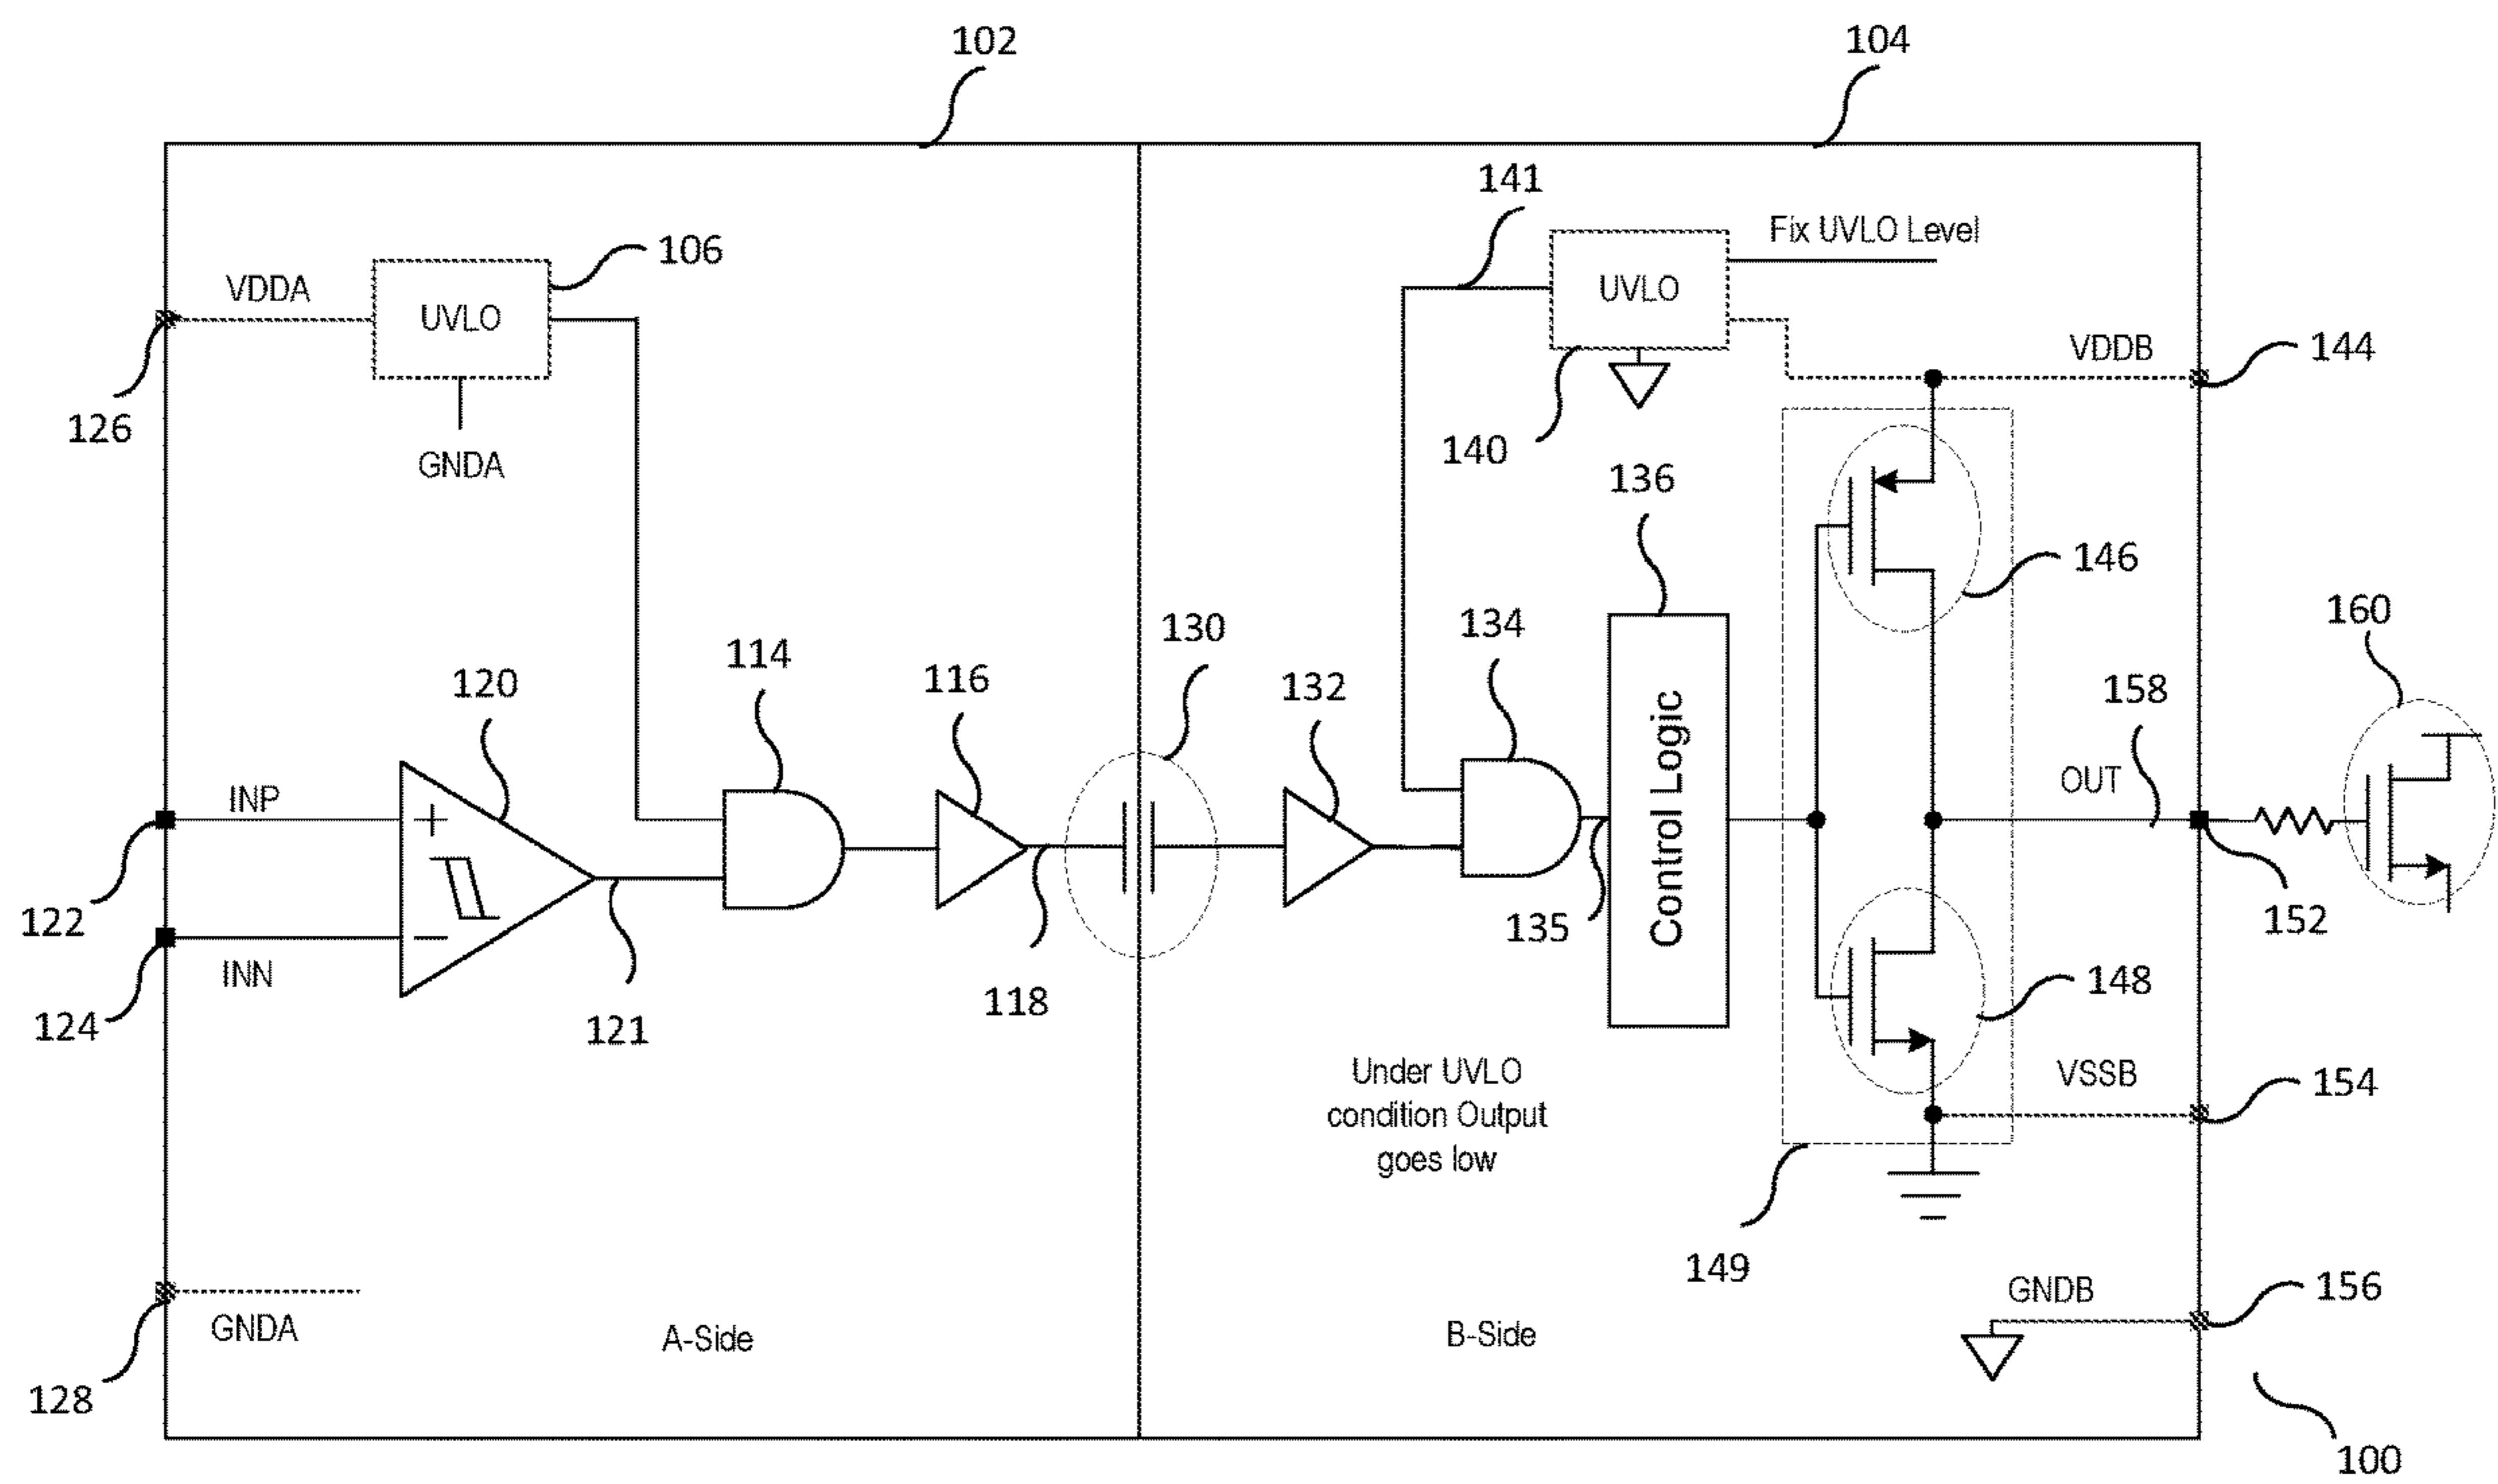 102
104
141
Fix UVLO Level
106
VDDA
UVLO
UVLO
VDDB
144
126
140
GNDA
136
146
160
130
134
114
120
116
132
158
INP
OUT
Control Logic
+
−
122
135
152
INN
148
118
124
121
Under UVLO
condition Output
goes low
VSSB
154
149
GNDB
156
GNDA
A-Side
B-Side
128
100